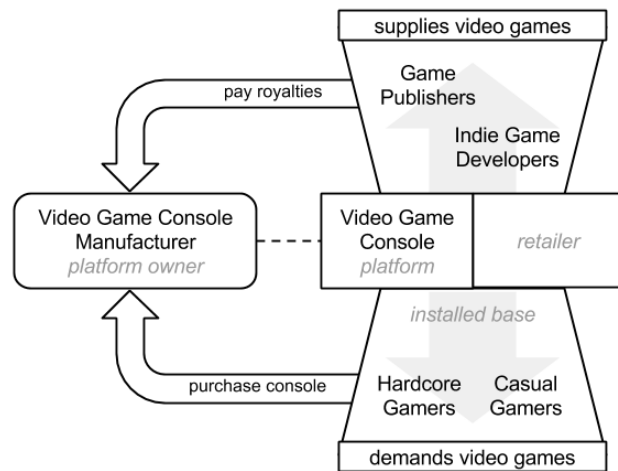 supplies video games
Game
Publishers
pay royalties
Indie Game
Developers
Video Game Console
Manufacturer
platform owner
Video Game
Console
platform
retailer
installed base
purchase console
Hardcore
Gamers
Casual
Gamers
demands video games